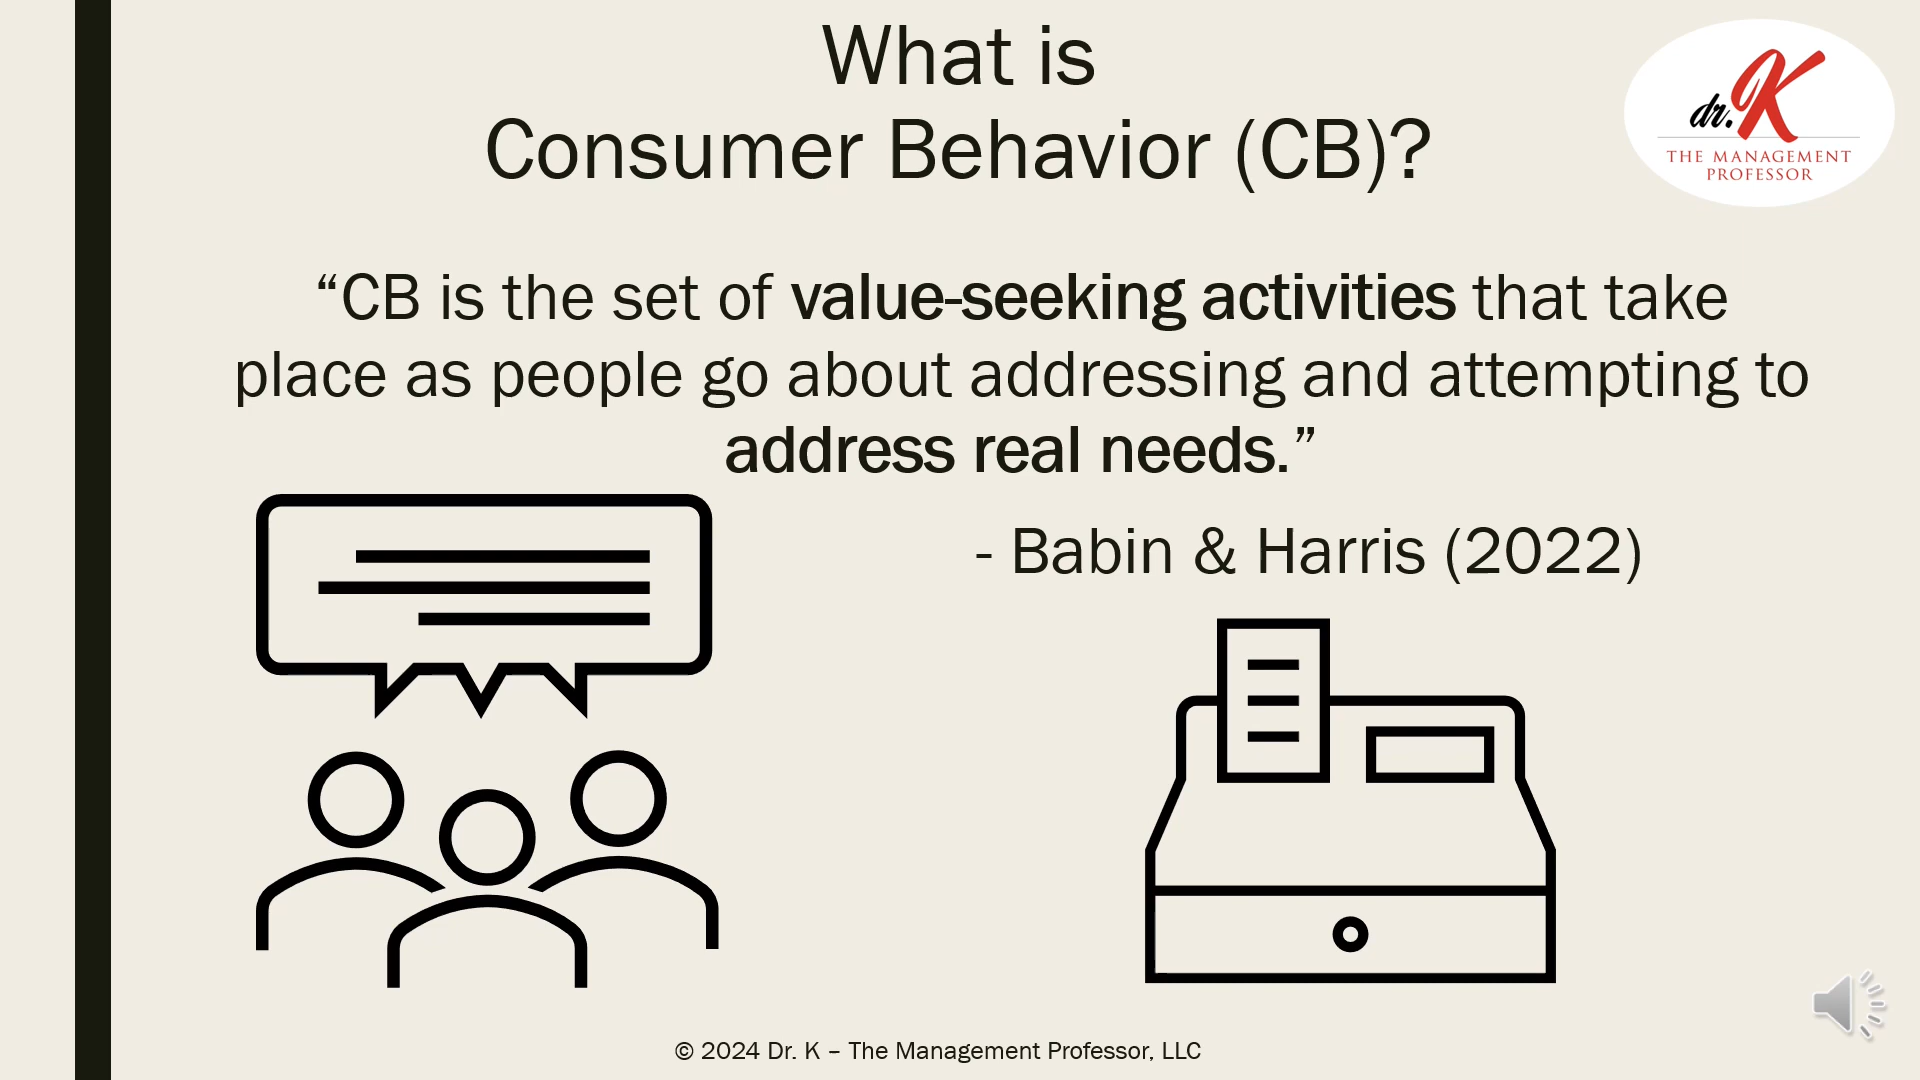 What is
Consumer Behavior (CB)?
dr.K
THE MANAGEMENT
PROFESSOR
“CB is the set of value-seeking activities that take
place as people go about addressing and attempting to
address real needs.”
- Babin & Harris (2022)
© 2024 Dr. K – The Management Professor, LLC